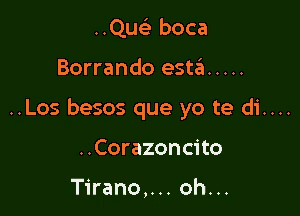 ..Qué boca
Borrando está.....
..Los besos que yo te di....
..Corazoncito
Tirano,... oh...